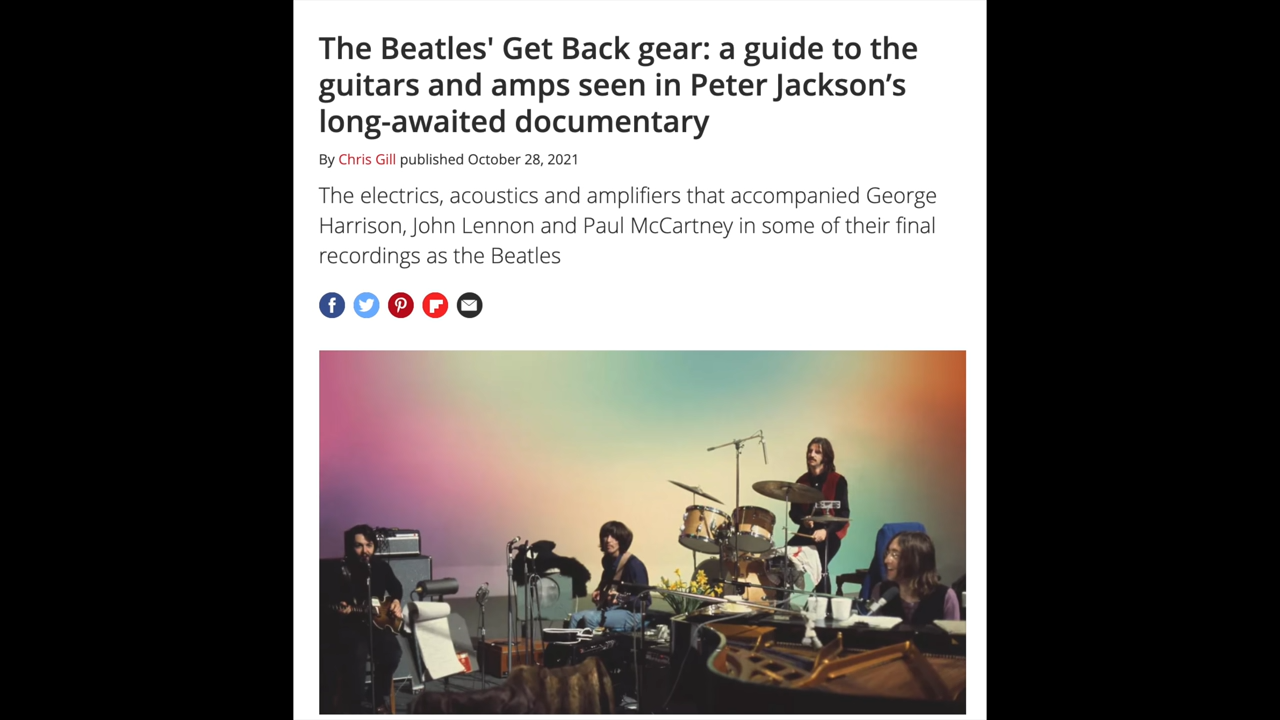 The Beatles' Get Back gear: a guide to the
guitars and amps seen in Peter Jackson’s
long-awaited documentary
By Chris Gill published October 28, 2021
The electrics, acoustics and amplifiers that accompanied George
Harrison, John Lennon and Paul McCartney in some of their final
recordings as the Beatles